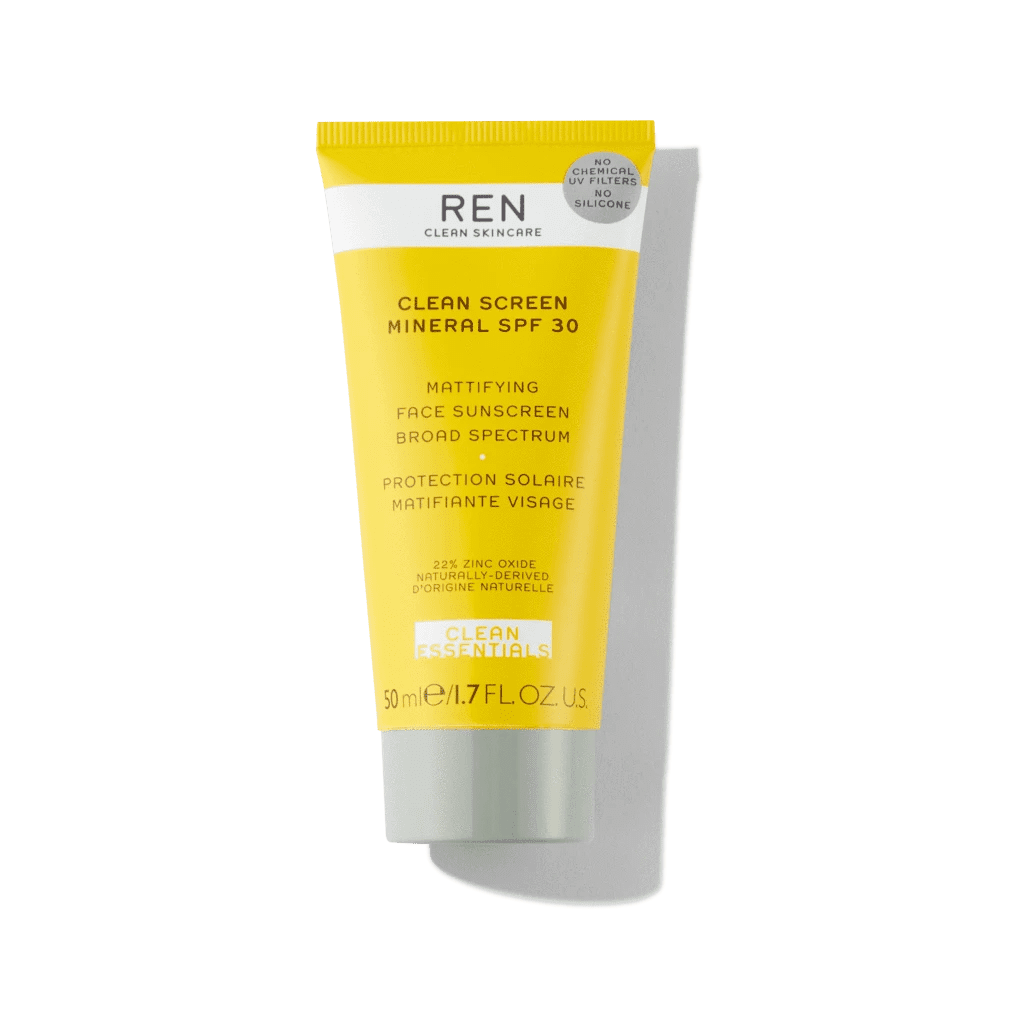 NO
CHEMICAL
UV FILTERS
NO
SILICONE
REN
CLEAN SKINCARE
CLEAN SCREEN
MINERAL SPF 30
MATTIFYING
FACE SUNSCREEN
BROAD SPECTRUM
PROTECTION SOLAIRE
MATIFIANTE VISAGE
22% ZINC OXIDE
NATURALLY-DERIVED
D'ORIGINE NATURELLE
CLEAN
ESSENTIALS
50 ml℮/1.7 FL. OZ. U.S.